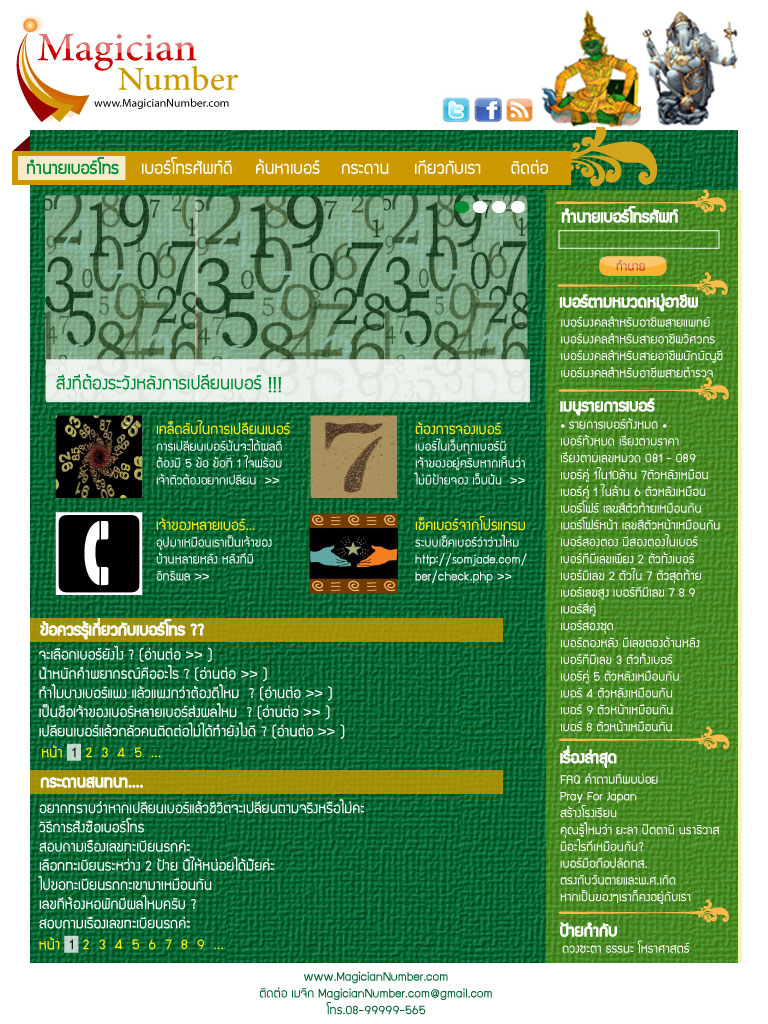 Magician
Number
www.MagicianNumber.com
ทำนายเบอร์โทร เบอร์โทรศัพท์ดี ค้นหาเบอร์ กระดาน เกี่ยวกับเรา ติดต่อ
สิ่งที่ต้องระวังหลังการเปลี่ยนเบอร์ !!!
เคล็ดลับในการเปลี่ยนเบอร์
การเปลี่ยนเบอร์นั้นจะได้ผลดี
ต้องมี 5 ข้อ ข้อที่ 1 ใจพร้อม
เจ้าตัวต้องอยากเปลี่ยน >>
ต้องการจองเบอร์
เบอร์ในเว็บทุกเบอร์มี
เจ้าของอยู่ครับหากเห็นว่า
ไม่มีป้ายจอง เว็บนั้น >>
เจ้าของหลายเบอร์...
อุปมาเหมือนเราเป็นเจ้าของ
บ้านหลายหลัง หลังที่มี
อิทธิพล >>
เช็คเบอร์จากโปรแกรม
ระบบเช็คเบอร์ว่าว่างไหม
http://somjade.com/
ber/check.php >>
ข้อควรรู้เกี่ยวกับเบอร์โทร ??
จะเลือกเบอร์ยังไง ? (อ่านต่อ >> )
น้ำหนักคำพยากรณ์คืออะไร ? (อ่านต่อ >> )
ทำไมบางเบอร์แพง แล้วแพงกว่าต้องดีไหม ? (อ่านต่อ >> )
เป็นชื่อเจ้าของเบอร์หลายเบอร์ส่งผลไหม ? (อ่านต่อ >> )
เปลี่ยนเบอร์แล้วกลัวคนติดต่อไม่ได้ทำยังไงดี ? (อ่านต่อ >> )
หน้า 1 2 3 4 5 ...
กระดานสนทนา....
อยากทราบว่าหากเปลี่ยนเบอร์แล้วชีวิตจะเปลี่ยนตามจริงหรือไม่คะ
วิธีการสั่งซื้อเบอร์โทร
สอบถามเรื่องเลขทะเบียนรถค่ะ
เลือกทะเบียนระหว่าง 2 ป้าย นี้ให้หน่อยได้มั้ยค่ะ
ไปขอทะเบียนรถกะเขามาเหมือนกัน
เลขที่ห้องหอพักมีผลไหมครับ ?
สอบถามเรื่องเลขทะเบียนรถค่ะ
หน้า 1 2 3 4 5 6 7 8 9 ...
ทำนายเบอร์โทรศัพท์
ทำนาย
เบอร์ตามหมวดหมู่อาชีพ
เบอร์มงคลสำหรับอาชีพสายแพทย์
เบอร์มงคลสำหรับสายอาชีพวิศวกร
เบอร์มงคลสำหรับสายอาชีพนักบัญชี
เบอร์มงคลสำหรับอาชีพสายตำรวจ
เมนูรายการเบอร์
• รายการเบอร์ทั้งหมด •
เบอร์ทั้งหมด เรียงตามราคา
เรียงตามเลขหมวด 081 - 089
เบอร์คู่ 1ใน10ล้าน 7ตัวหลังเหมือน
เบอร์คู่ 1 ในล้าน 6 ตัวหลังเหมือน
เบอร์โฟร์ เลขสี่ตัวท้ายเหมือนกัน
เบอร์โฟร์หน้า เลขสี่ตัวหน้าเหมือนกัน
เบอร์สองตอง มีสองตองในเบอร์
เบอร์ที่มีเลขเพียง 2 ตัวทั้งเบอร์
เบอร์มีเลข 2 ตัวใน 7 ตัวสุดท้าย
เบอร์เลขสูง เบอร์ที่มีเลข 7 8 9
เบอร์สี่คู่
เบอร์สองชุด
เบอร์ตองหลัง มีเลขตองด้านหลัง
เบอร์ที่มีเลข 3 ตัวทั้งเบอร์
เบอร์คู่ 5 ตัวหลังเหมือนกัน
เบอร์ 4 ตัวหลังเหมือนกัน
เบอร์ 9 ตัวหน้าเหมือนกัน
เบอร์ 8 ตัวหน้าเหมือนกัน
เรื่องล่าสุด
FAQ คำถามที่พบบ่อย
Pray For Japan
สร้างโรงเรียน
คุณรู้ไหมว่า ยะลา ปัตตานี นราธิวาส
มีอะไรที่เหมือนกัน?
เบอร์มือถือปลัดทส.
ตรงกับวันตายและพ.ศ.เกิด
หากเป็นของๆเราก็คงอยู่กับเรา
ป้ายกำกับ
ดวงชะตา ธรรมะ โหราศาสตร์
www.MagicianNumber.com
ติดต่อ เมจิก MagicianNumber.com@gmail.com
โทร.08-99999-565